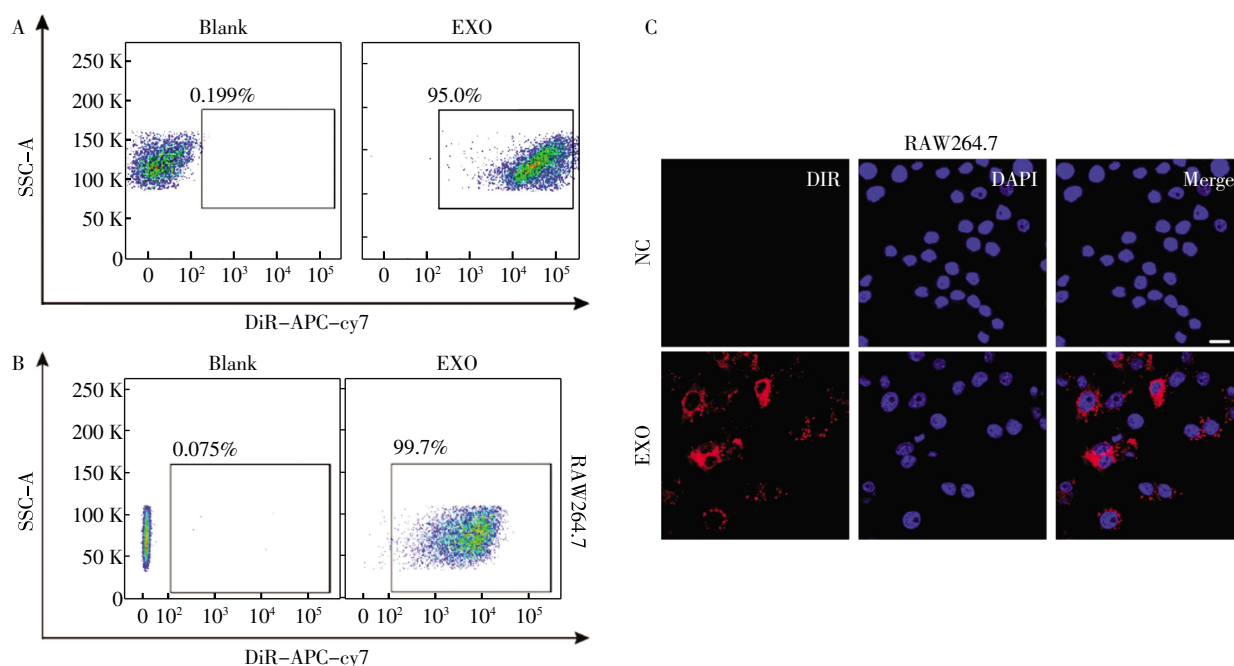 A
Blank
EXO
C
250 K
200 K
150 K
100 K
50 K
0
SSC-A
0.199%
95.0%
0 10² 10³ 10⁴ 10⁵
0 10² 10³ 10⁴ 10⁵
DiR-APC-cy7
B
Blank
EXO
250 K
200 K
150 K
100 K
50 K
0
SSC-A
0.075%
99.7%
RAW264.7
0 10² 10³ 10⁴ 10⁵
0 10² 10³ 10⁴ 10⁵
DiR-APC-cy7
RAW264.7
DIR
DAPI
Merge
NC
EXO